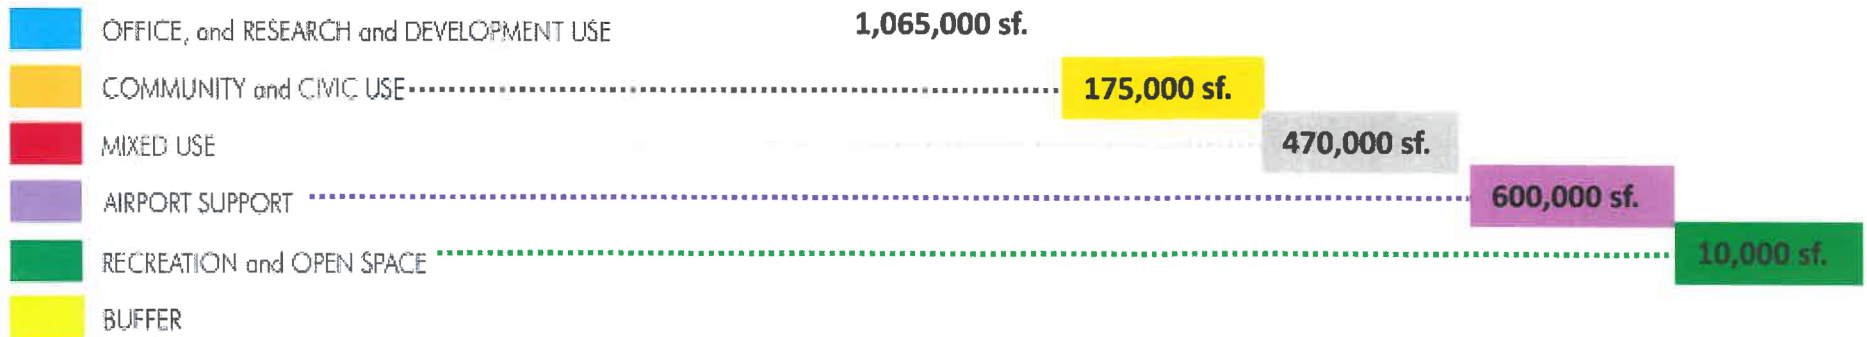 OFFICE, and RESEARCH and DEVELOPMENT USE 1,065,000 sf.
COMMUNITY and CIVIC USE 175,000 sf.
MIXED USE 470,000 sf.
AIRPORT SUPPORT 600,000 sf.
RECREATION and OPEN SPACE 10,000 sf.
BUFFER